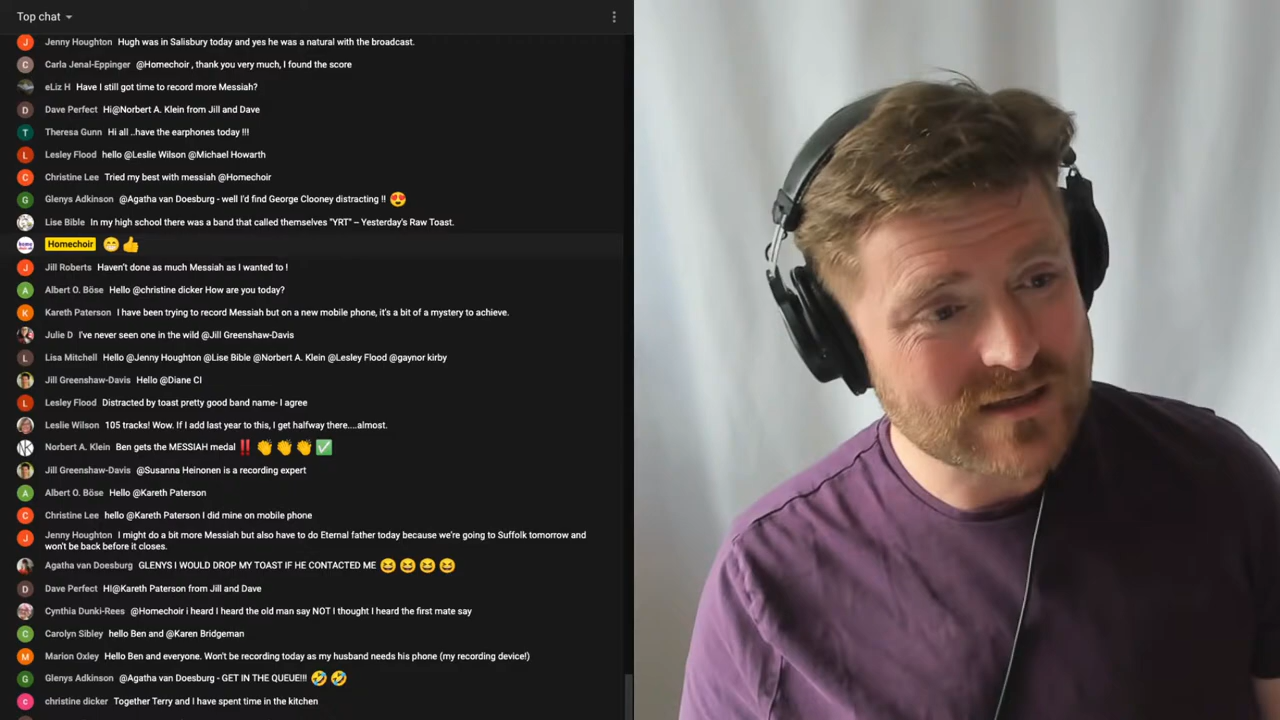 Top chat
Jenny Houghton Hugh was in Salisbury today and yes he was a natural with the broadcast.
Carla Jenal-Eppinger @Homechoir , thank you very much, I found the score
eLiz H Have I still got time to record more Messiah?
Dave Perfect Hi@Norbert A. Klein from Jill and Dave
T Theresa Gunn Hi all ..have the earphones today !!!
L Lesley Flood hello @Leslie Wilson @Michael Howarth
Christine Lee Tried my best with messiah @Homechoir
G Glenys Adkinson @Agatha van Doesburg - well I'd find George Clooney distracting !! 😍
Lise Bible In my high school there was a band that called themselves "YRT" – Yesterday's Raw Toast.
Homechoir 😁👍
J Jill Roberts Haven't done as much Messiah as I wanted to !
A Albert O. Böse Hello @christine dicker How are you today?
K Kareth Paterson I have been trying to record Messiah but on a new mobile phone, it's a bit of a mystery to achieve.
Julie D I've never seen one in the wild @Jill Greenshaw-Davis
L Lisa Mitchell Hello @Jenny Houghton @Lise Bible @Norbert A. Klein @Lesley Flood @gaynor kirby
Jill Greenshaw-Davis Hello @Diane Cl
L Lesley Flood Distracted by toast pretty good band name- I agree
Leslie Wilson 105 tracks! Wow. If I add last year to this, I get halfway there....almost.
Norbert A. Klein Ben gets the MESSIAH medal ‼️ 👏 👏 👏 ✅
Jill Greenshaw-Davis @Susanna Heinonen is a recording expert
A Albert O. Böse Hello @Kareth Paterson
Christine Lee hello @Kareth Paterson I did mine on mobile phone
J Jenny Houghton I might do a bit more Messiah but also have to do Eternal father today because we're going to Suffolk tomorrow and
won't be back before it closes.
Agatha van Doesburg GLENYS I WOULD DROP MY TOAST IF HE CONTACTED ME 😆 😆 😆 😆
D Dave Perfect HI@Kareth Paterson from Jill and Dave
Cynthia Dunki-Rees @Homechoir i heard I heard the old man say NOT I thought I heard the first mate say
C Carolyn Sibley hello Ben and @Karen Bridgeman
M Marion Oxley Hello Ben and everyone. Won't be recording today as my husband needs his phone (my recording device!)
G Glenys Adkinson @Agatha van Doesburg - GET IN THE QUEUE!!! 🤣 🤣
c christine dicker Together Terry and I have spent time in the kitchen